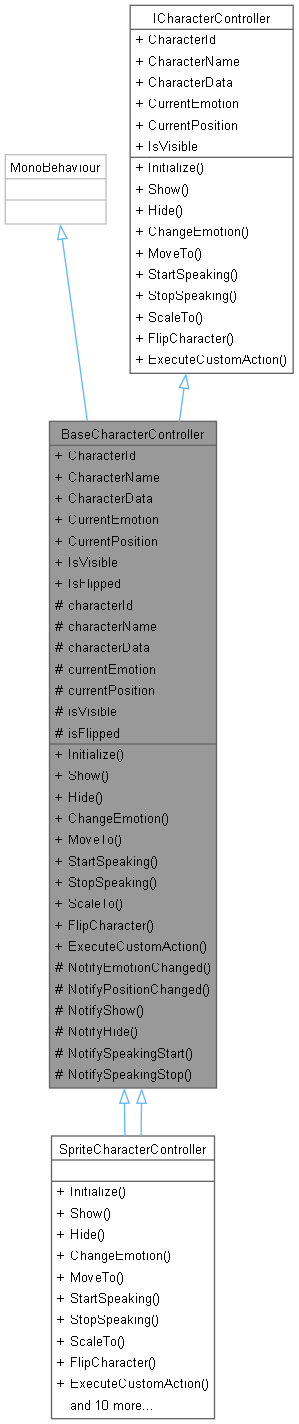 ICharacterController
+ CharacterId
+ CharacterName
+ CharacterData
+ CurrentEmotion
+ CurrentPosition
+ IsVisible
+ Initialize()
+ Show()
+ Hide()
+ ChangeEmotion()
+ MoveTo()
+ StartSpeaking()
+ StopSpeaking()
+ ScaleTo()
+ FlipCharacter()
+ ExecuteCustomAction()
MonoBehaviour
BaseCharacterController
+ CharacterId
+ CharacterName
+ CharacterData
+ CurrentEmotion
+ CurrentPosition
+ IsVisible
+ IsFlipped
# characterId
# characterName
# characterData
# currentEmotion
# currentPosition
# isVisible
# isFlipped
+ Initialize()
+ Show()
+ Hide()
+ ChangeEmotion()
+ MoveTo()
+ StartSpeaking()
+ StopSpeaking()
+ ScaleTo()
+ FlipCharacter()
+ ExecuteCustomAction()
# NotifyEmotionChanged()
# NotifyPositionChanged()
# NotifyShow()
# NotifyHide()
# NotifySpeakingStart()
# NotifySpeakingStop()
SpriteCharacterController
+ Initialize()
+ Show()
+ Hide()
+ ChangeEmotion()
+ MoveTo()
+ StartSpeaking()
+ StopSpeaking()
+ ScaleTo()
+ FlipCharacter()
+ ExecuteCustomAction()
and 10 more...